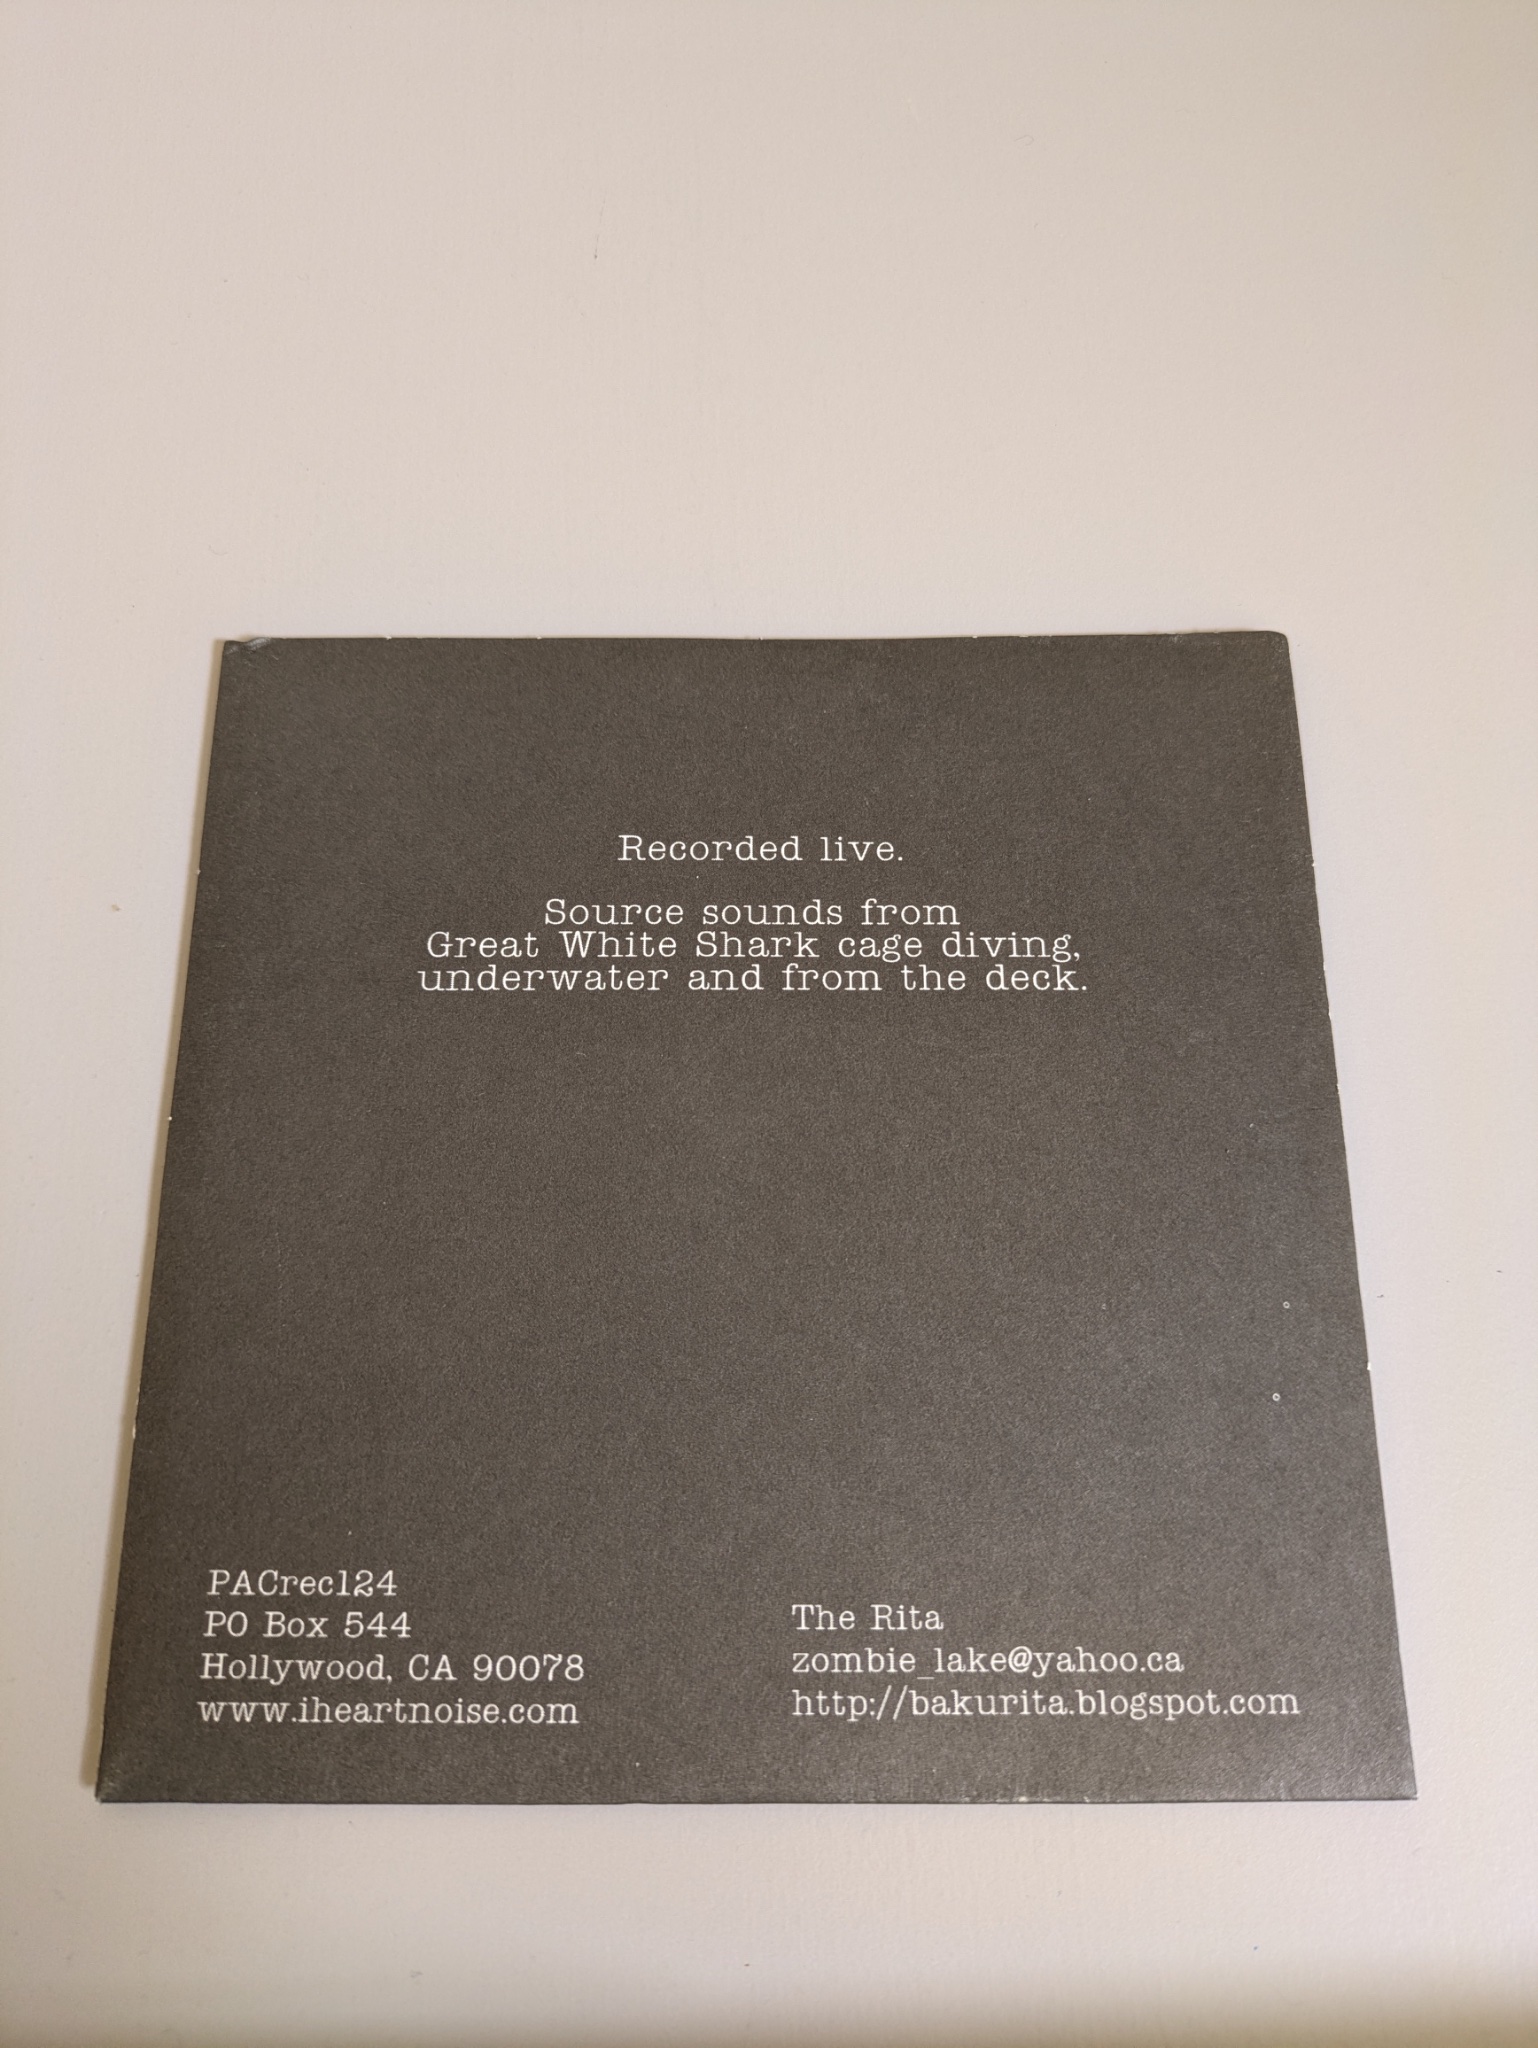 Recorded live.
Source sounds from
Great White Shark cage diving,
underwater and from the deck.
PACrec124
PO Box 544
Hollywood, CA 90078
www.iheartnoise.com
The Rita
zombie_lake@yahoo.ca
http://bakurita.blogspot.com